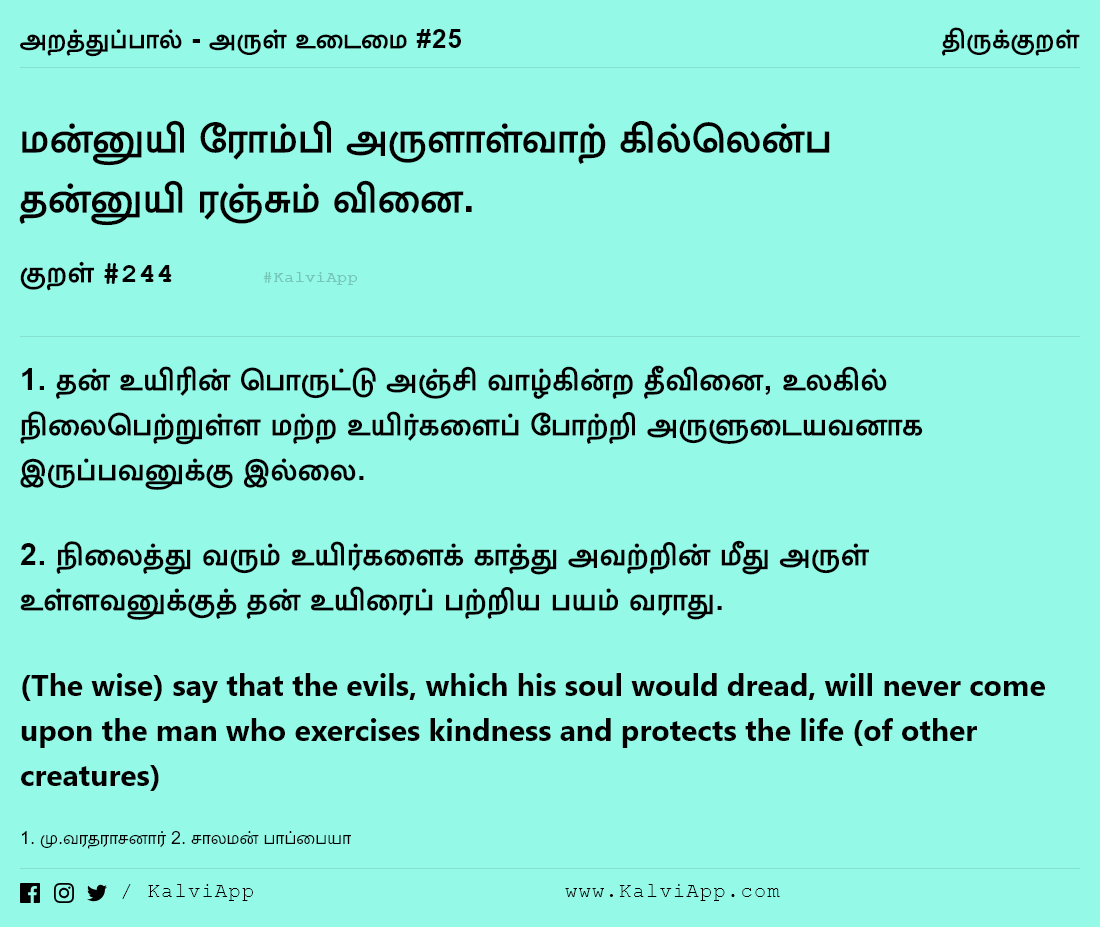 அறத்துப்பால் - அருள் உடைமை #25
திருக்குறள்
மன்னுயி ரோம்பி அருளாள்வாற் கில்லென்ப
தன்னுயி ரஞ்சும் வினை.
குறள் #244
#KalviApp
1. தன் உயிரின் பொருட்டு அஞ்சி வாழ்கின்ற தீவினை, உலகில்
நிலைபெற்றுள்ள மற்ற உயிர்களைப் போற்றி அருளுடையவனாக
இருப்பவனுக்கு இல்லை.
2. நிலைத்து வரும் உயிர்களைக் காத்து அவற்றின் மீது அருள்
உள்ளவனுக்குத் தன் உயிரைப் பற்றிய பயம் வராது.
(The wise) say that the evils, which his soul would dread, will never come
upon the man who exercises kindness and protects the life (of other
creatures)
1. மு.வரதராசனார் 2. சாலமன் பாப்பையா
/ KalviApp
www.KalviApp.com